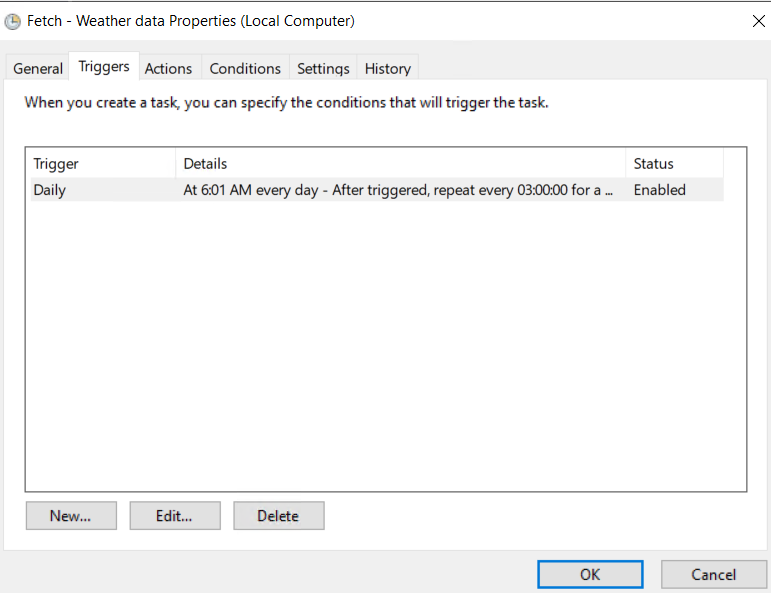 Fetch - Weather data Properties (Local Computer)
General Triggers Actions Conditions Settings History
When you create a task, you can specify the conditions that will trigger the task.
Trigger Details Status
Daily At 6:01 AM every day - After triggered, repeat every 03:00:00 for a ... Enabled
New... Edit... Delete
OK Cancel